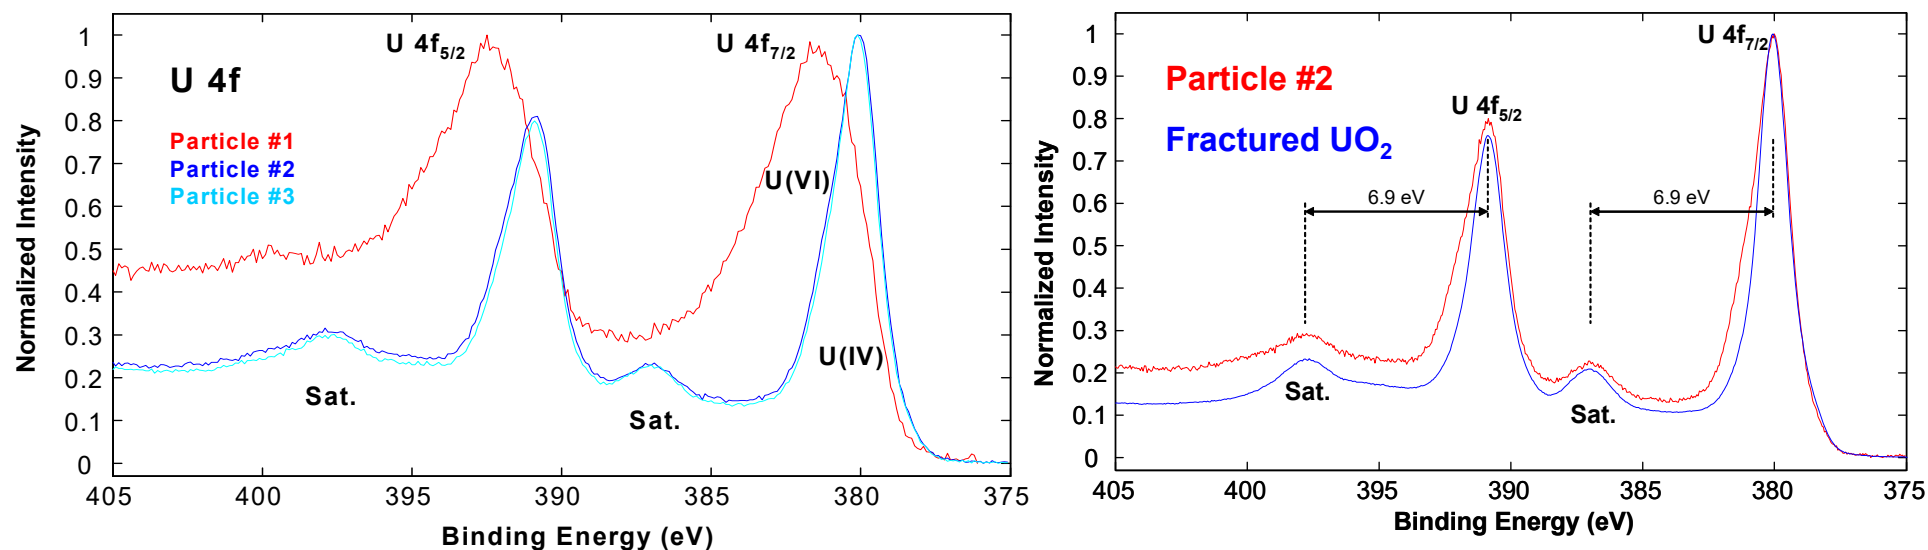 U 4f5/2
U 4f7/2
U 4f
Particle #1
Particle #2
Particle #3
U(VI)
U(IV)
Sat.
Sat.
1
0.9
0.8
0.7
0.6
0.5
0.4
0.3
0.2
0.1
0
405
400
395
390
385
380
375
Normalized Intensity
Binding Energy (eV)
U 4f7/2
Particle #2
U 4f5/2
Fractured UO2
6.9 eV
6.9 eV
Sat.
Sat.
1
0.9
0.8
0.7
0.6
0.5
0.4
0.3
0.2
0.1
0
405
400
395
390
385
380
375
Normalized Intensity
Binding Energy (eV)